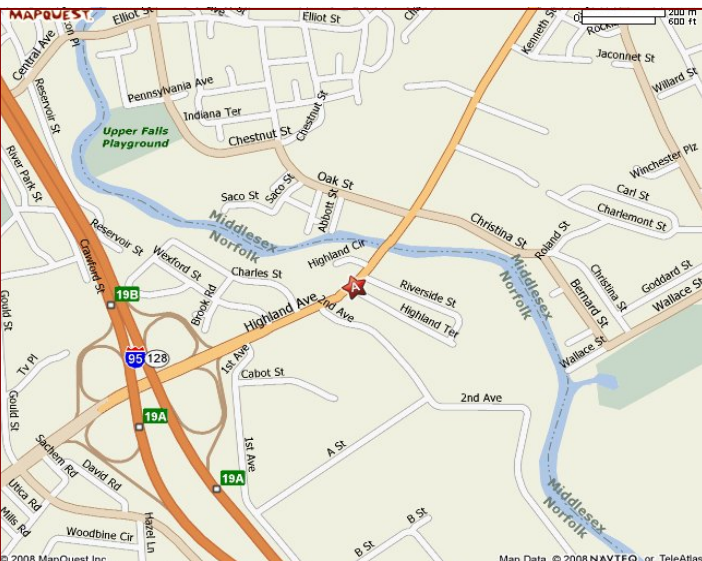 MAPQUEST.
Elliot St
Elliot St
200 m
600 ft
0
Central Ave
Kenneth St
Jaconnet St
Willard St
Reservoir St
Pennsylvania Ave
Indiana Ter
Chestnut St
Chestnut St
Upper Falls
Playground
River Park St
Winchester Plz
Saco St
Saco St
Oak St
Abbott St
Carl St
Charlemont St
Christina St
Roland St
Middlesex
Norfolk
Reservoir St
Crawford St
Wexford St
Charles St
Highland Cir
Middlesex
Norfolk
Christina St
Bernard St
Goddard St
Wallace St
Gould St
19B
Brook Rd
Highland Ave
A
2nd Ave
Riverside St
Highland Ter
95
128
Tv Pl
1st Ave
Cabot St
Wallace St
Gould St
19A
2nd Ave
Sachem Rd
David Rd
19A
1st Ave
A St
Utica Rd
Mills Rd
Woodbine Cir
Hazel Ln
B St
B St
Middlesex
Norfolk
© 2008 MapQuest Inc.
Map Data © 2008 NAVTEQ or TeleAtlas